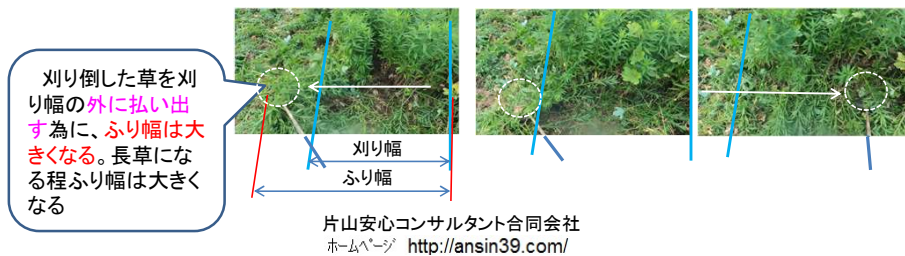 刈り倒した草を刈
り幅の外に払い出
す為に、ふり幅は大
きくなる。長草にな
る程ふり幅は大きく
なる
刈り幅
ふり幅
片山安心コンサルタント合同会社
ﾎｰﾑﾍﾟｰｼﾞ http://ansin39.com/